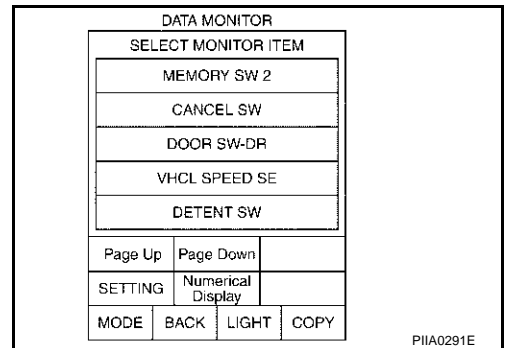 DATA MONITOR
SELECT MONITOR ITEM
MEMORY SW 2
CANCEL SW
DOOR SW-DR
VHCL SPEED SE
DETENT SW
Page Up Page Down
SETTING Numerical
Display
MODE BACK LIGHT COPY
PIIA0291E